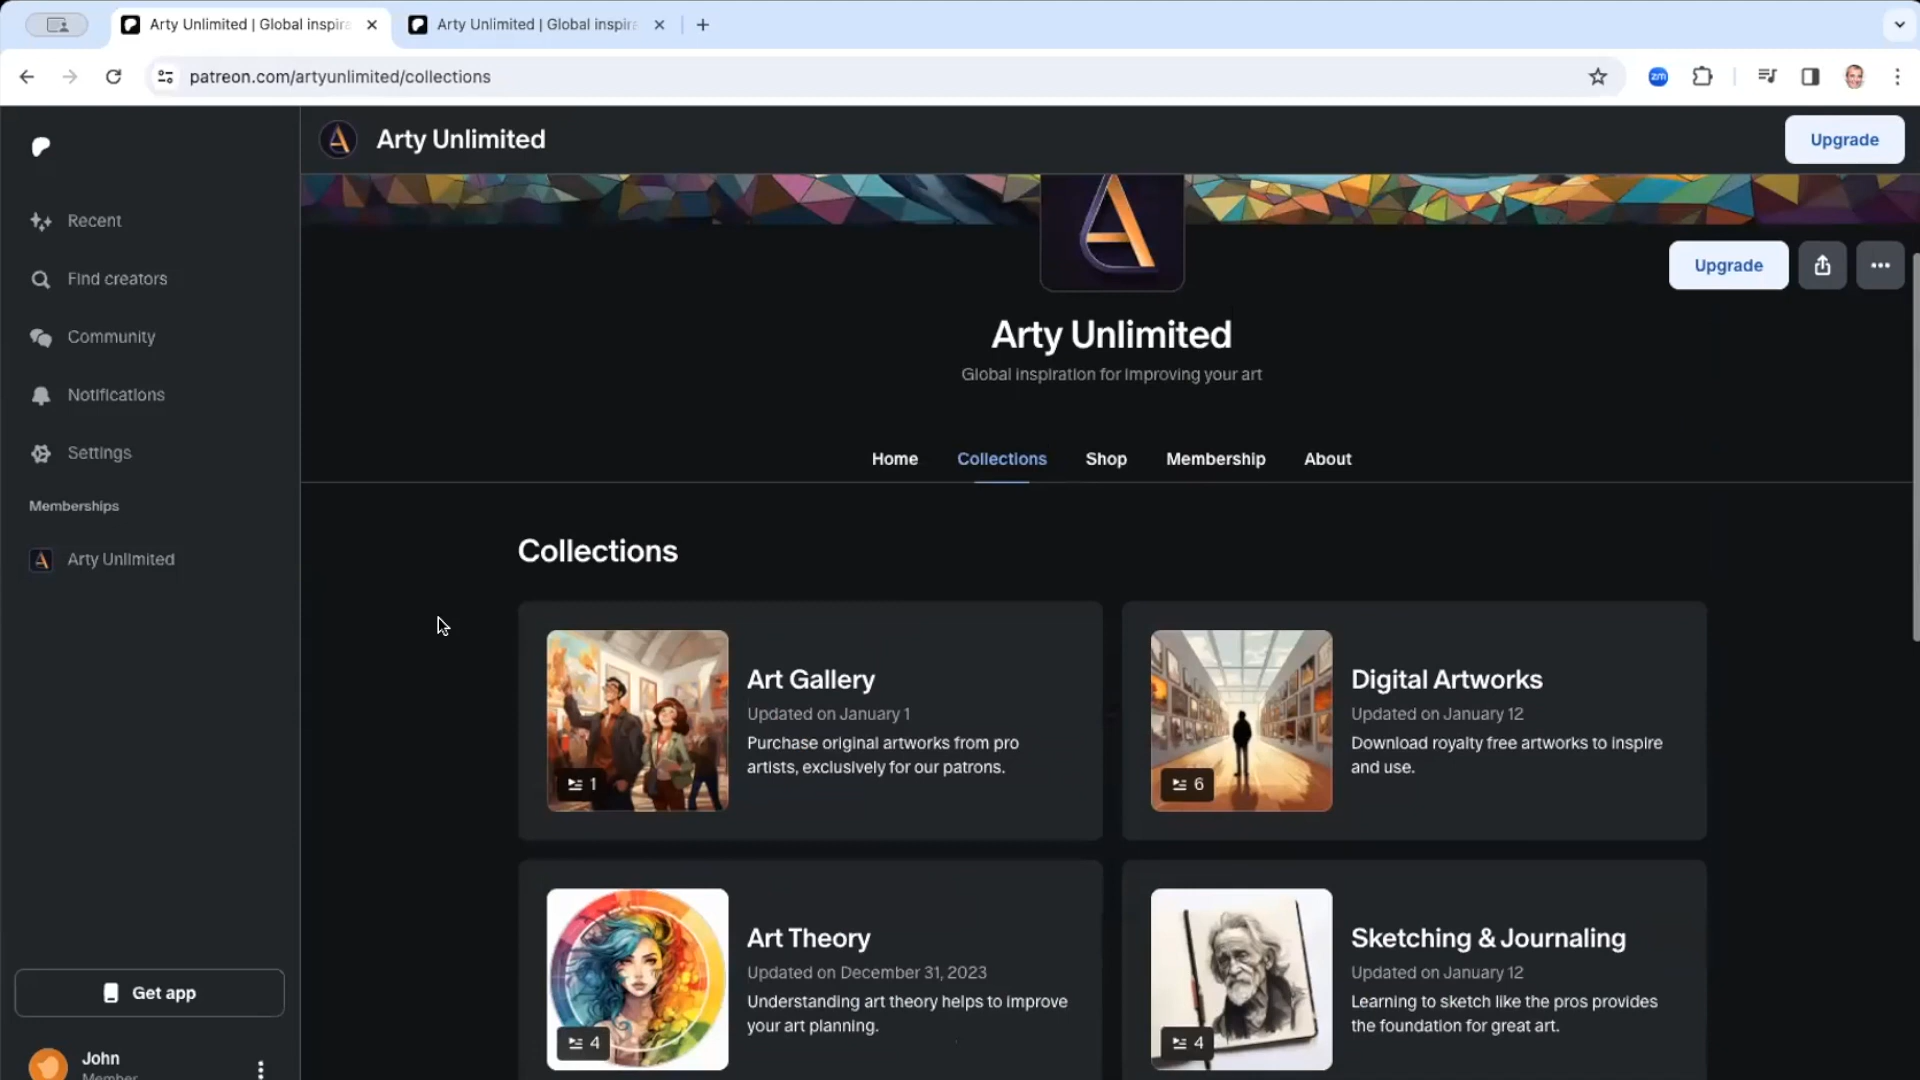 Arty Unlimited | Global inspira
Arty Unlimited | Global inspira
patreon.com/artyunlimited/collections
zm
Arty Unlimited
Upgrade
Recent
Find creators
Community
Notifications
Settings
Memberships
Arty Unlimited
Upgrade
Arty Unlimited
Global inspiration for improving your art
Home Collections Shop Membership About
Collections
Art Gallery
Updated on January 1
Purchase original artworks from pro
artists, exclusively for our patrons.
1
Digital Artworks
Updated on January 12
Download royalty free artworks to inspire
and use.
6
Art Theory
Updated on December 31, 2023
Understanding art theory helps to improve
your art planning.
4
Sketching & Journaling
Updated on January 12
Learning to sketch like the pros provides
the foundation for great art.
4
Get app
John
Member